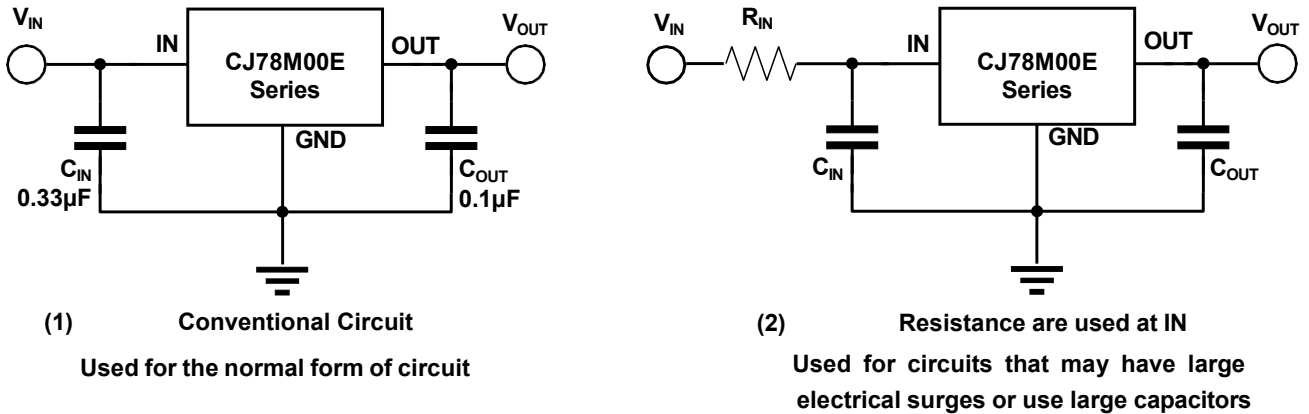 V_IN
IN
CJ78M00E
Series
OUT
V_OUT
GND
C_IN
0.33µF
C_OUT
0.1µF
(1) Conventional Circuit
Used for the normal form of circuit
V_IN
R_IN
IN
CJ78M00E
Series
OUT
V_OUT
GND
C_IN
C_OUT
(2) Resistance are used at IN
Used for circuits that may have large
electrical surges or use large capacitors